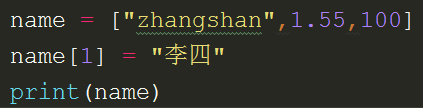 name = ["zhangshan",1.55,100]
name[1] = "李四"
print(name)